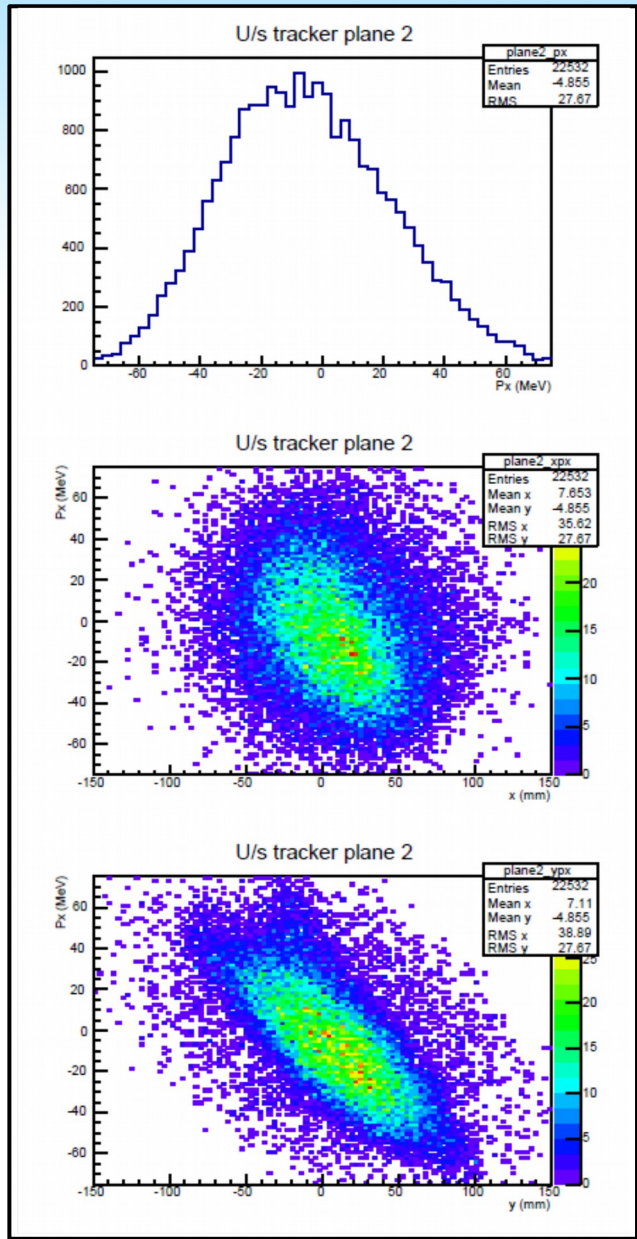 U/s tracker plane 2
plane2_px
Entries 22532
Mean -4.855
RMS 27.67
1000
800
600
400
200
0
-60 -40 -20 0 20 40 60
Px (MeV)
U/s tracker plane 2
plane2_xpx
Entries 22532
Mean x 7.653
Mean y -4.855
RMS x 35.62
RMS y 27.67
Px (MeV)
60
40
20
0
-20
-40
-60
20
15
10
5
0
-150 -100 -50 0 50 100 150
x (mm)
U/s tracker plane 2
plane2_ypx
Entries 22532
Mean x 7.11
Mean y -4.855
RMS x 38.89
RMS y 27.67
Px (MeV)
60
40
20
0
-20
-40
-60
25
20
15
10
5
0
-150 -100 -50 0 50 100 150
y (mm)